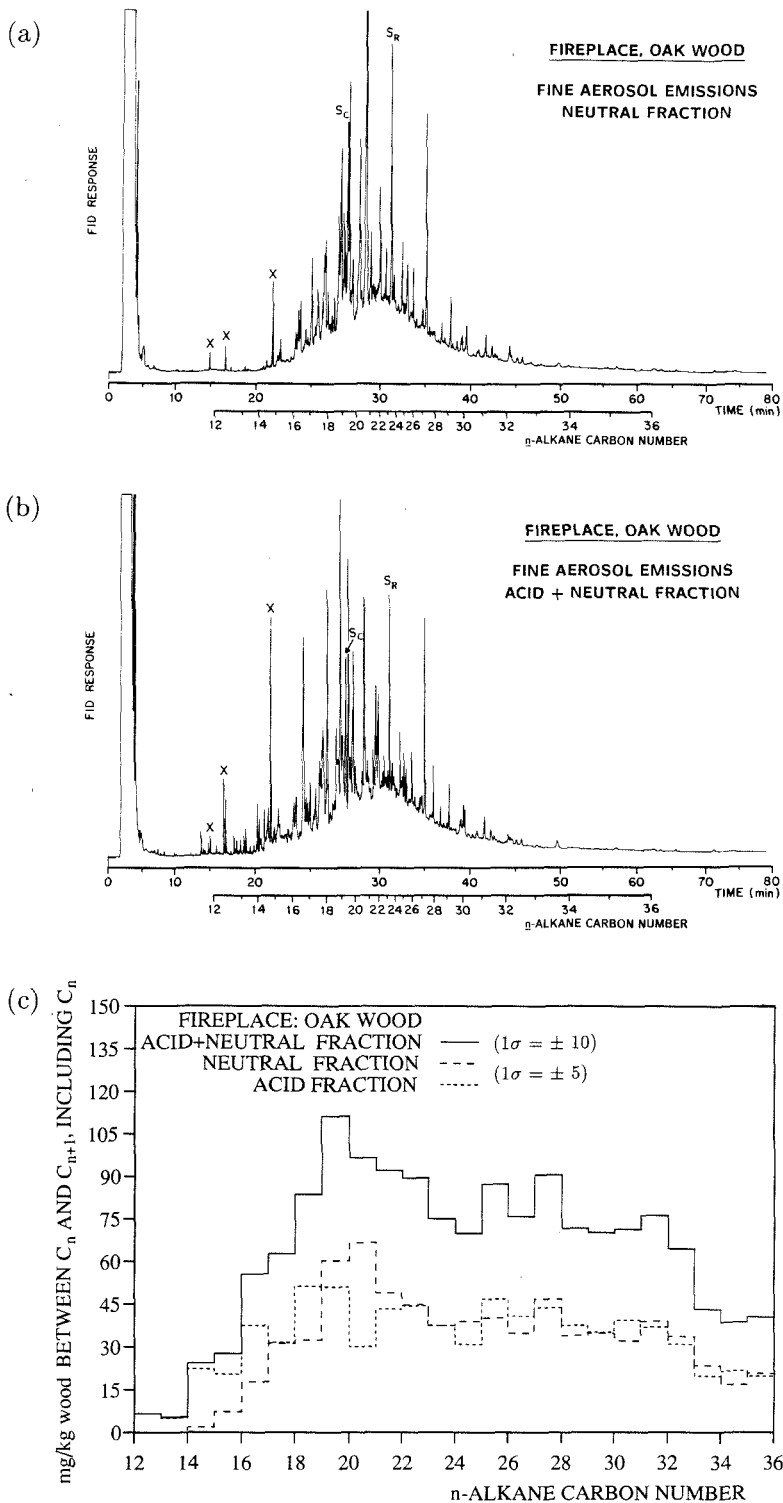 (a)
FIREPLACE, OAK WOOD
FINE AEROSOL EMISSIONS
NEUTRAL FRACTION
FID RESPONSE
S_R
S_C
X
X
X
0 10 20 30 40 50 60 70 80
TIME (min)
12 14 16 18 20 22 24 26 28 30 32 34 36
n-ALKANE CARBON NUMBER
(b)
FIREPLACE, OAK WOOD
FINE AEROSOL EMISSIONS
ACID + NEUTRAL FRACTION
FID RESPONSE
S_R
X
S_C
X
X
0 10 20 30 40 50 60 70 80
TIME (min)
12 14 16 18 20 22 24 26 28 30 32 34 36
n-ALKANE CARBON NUMBER
(c)
mg/kg wood BETWEEN C_n AND C_{n+1}, INCLUDING C_n
150
135
120
105
90
75
60
45
30
15
0
FIREPLACE: OAK WOOD
ACID+NEUTRAL FRACTION (1σ = ± 10)
NEUTRAL FRACTION (1σ = ± 5)
ACID FRACTION
12 14 16 18 20 22 24 26 28 30 32 34 36
n-ALKANE CARBON NUMBER